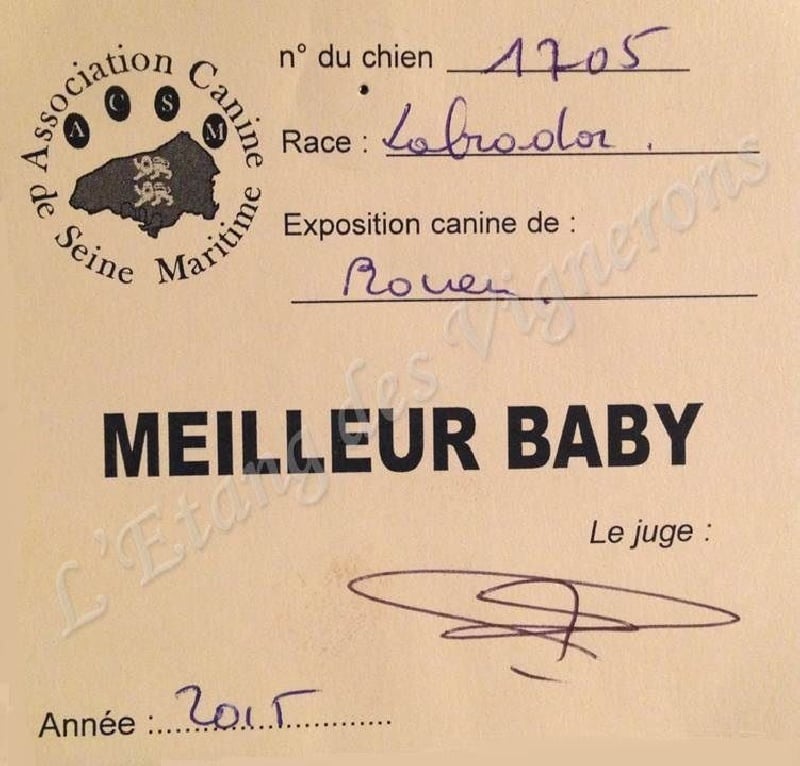 Association Canine
de Seine Maritime
A C S M
n° du chien 1705
Race : Labrador .
Exposition canine de :
Rouen
MEILLEUR BABY
Le juge :
Année :..2015..........
L'Etang des Vignerons